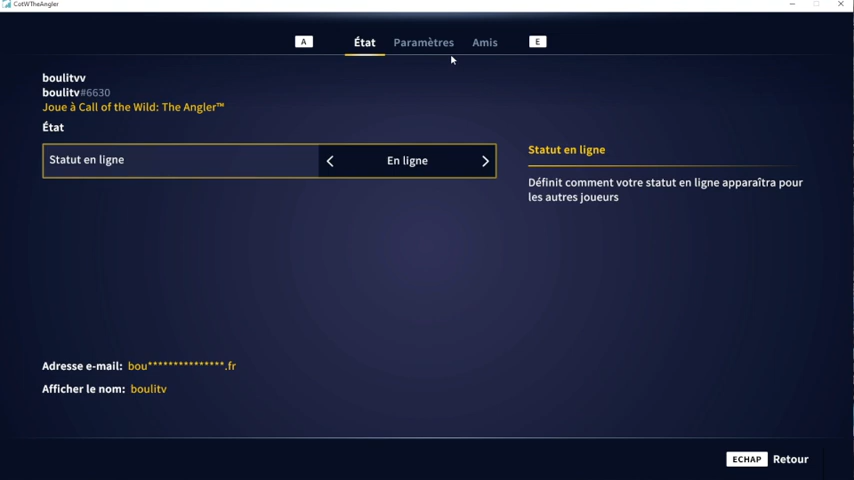 CotWTheAngler
A État Paramètres Amis E
boulitvv
boulitv#6630
Joue à Call of the Wild: The Angler™
État
Statut en ligne
En ligne
Statut en ligne
Définit comment votre statut en ligne apparaîtra pour
les autres joueurs
Adresse e-mail: bou***************.fr
Afficher le nom: boulitv
ECHAP Retour